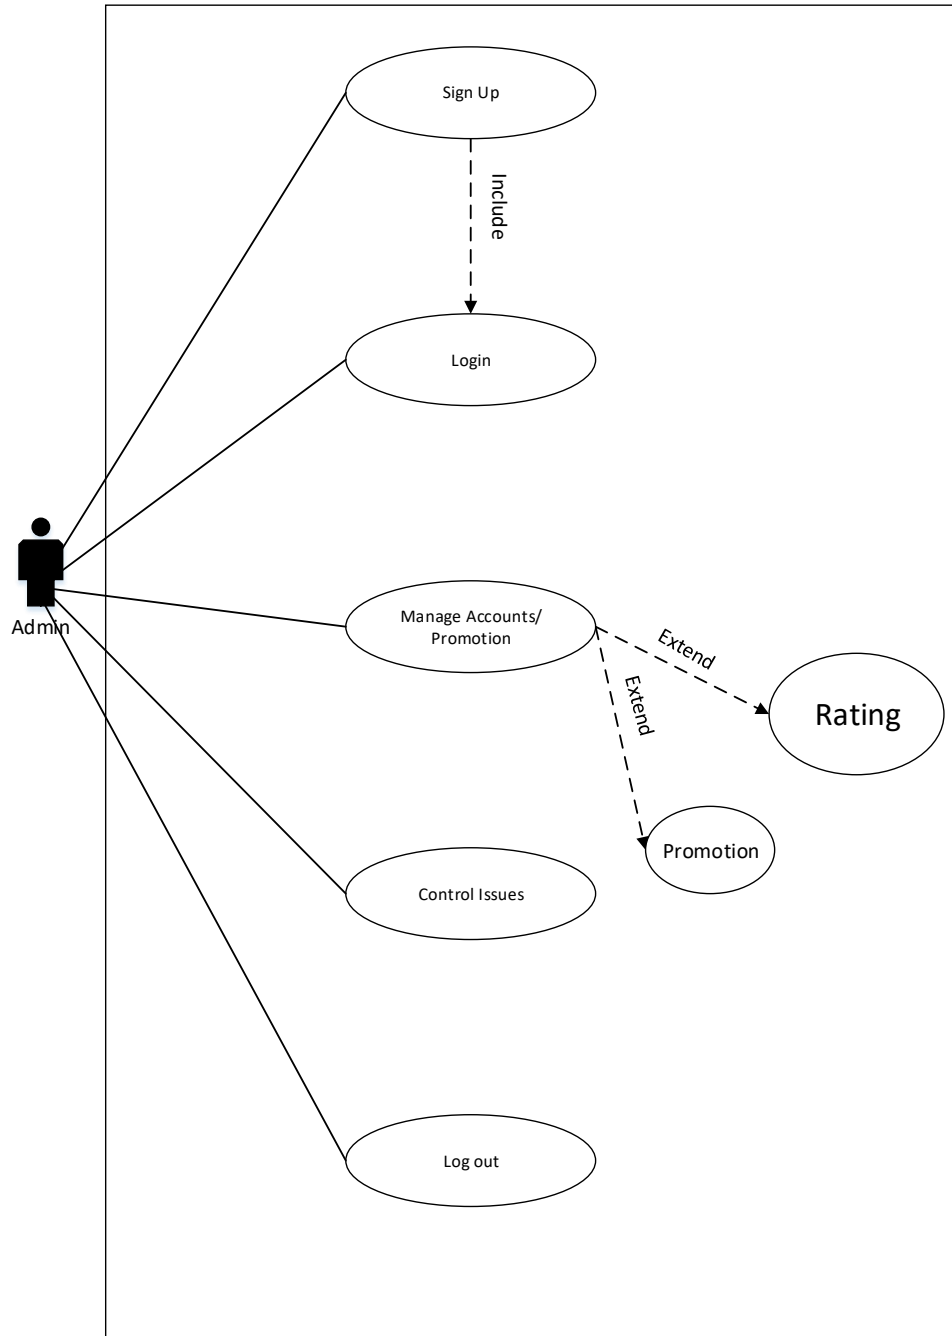 Sign Up
Include
Login
Admin
Manage Accounts/
Promotion
Extend
Extend
Rating
Promotion
Control Issues
Log out